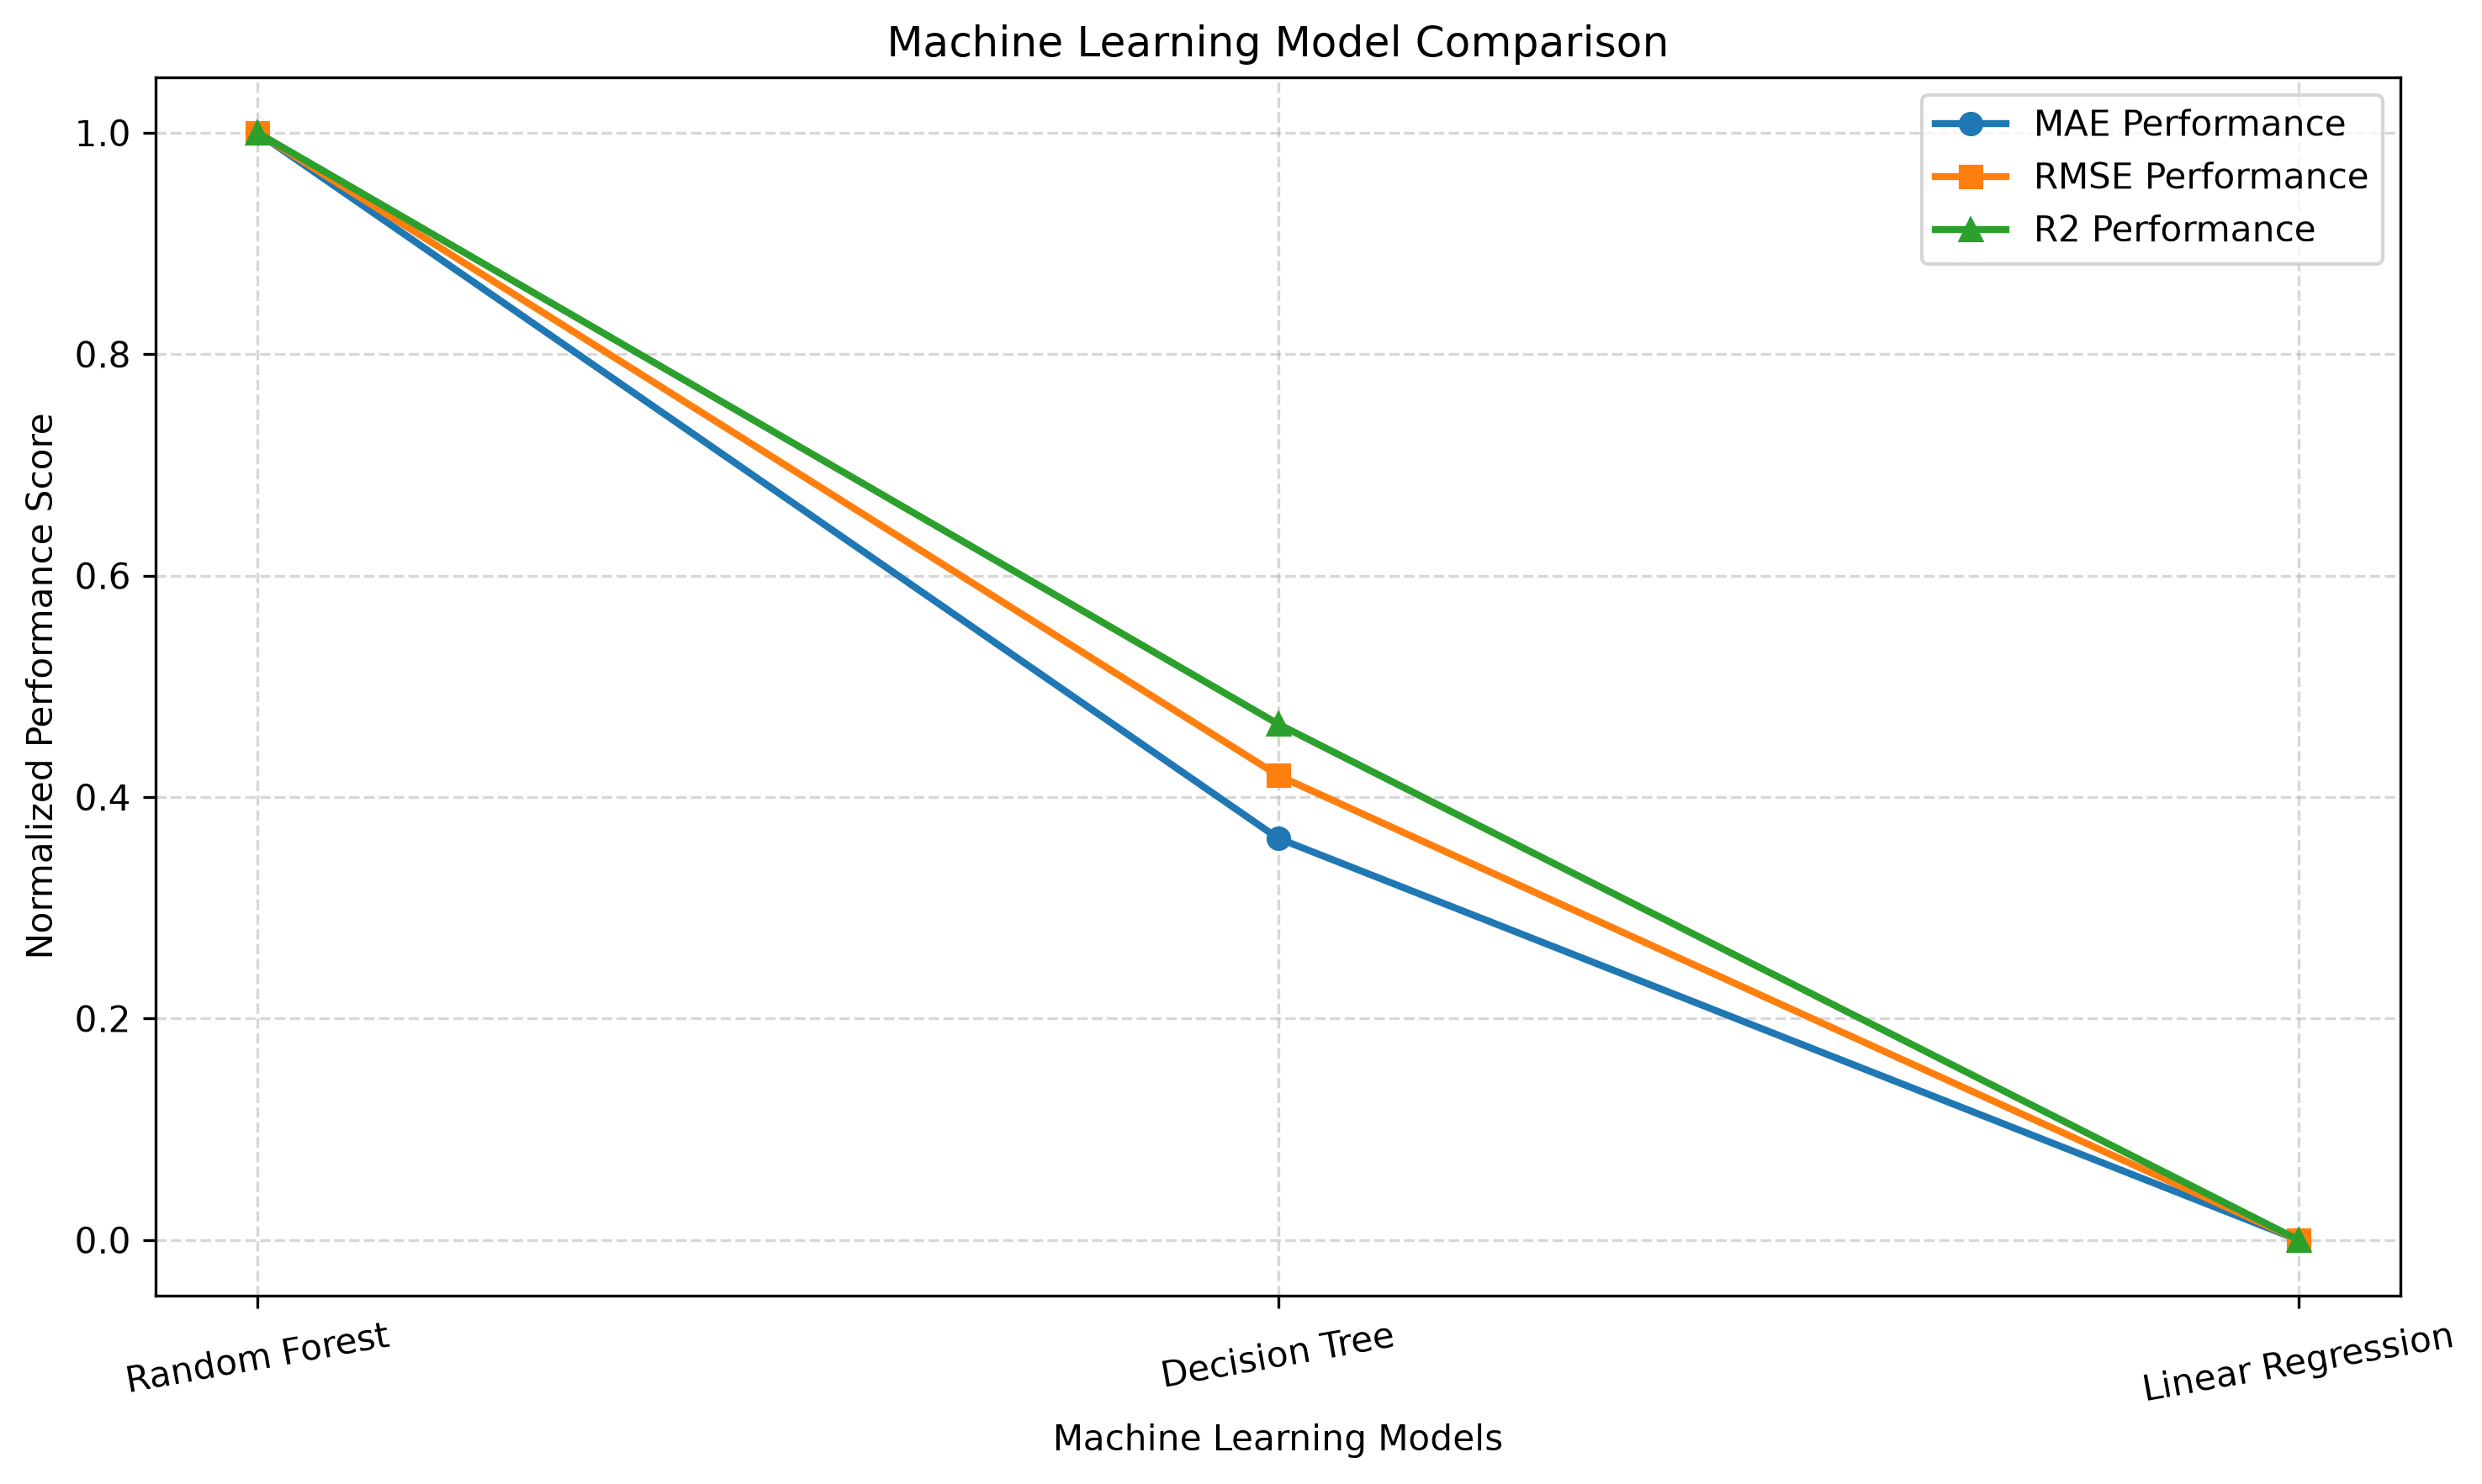 Machine Learning Model Comparison
MAE Performance
RMSE Performance
R2 Performance
Normalized Performance Score
1.0
0.8
0.6
0.4
0.2
0.0
Random Forest
Decision Tree
Linear Regression
Machine Learning Models